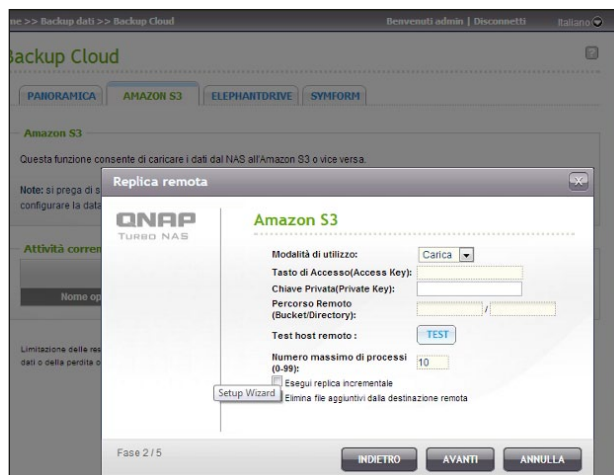 ne >> Backup dati >> Backup Cloud
Benvenuti admin | Disconnetti
Italiano
Backup Cloud
PANORAMICA
AMAZON S3
ELEPHANTDRIVE
SYMFORM
Amazon S3
Questa funzione consente di caricare i dati dal NAS all'Amazon S3 o vice versa.
Note: si prega di s
configurare la data
Attività corren
Nome op
Limitazione delle res
dati o della perdita o
Replica remota
QNAP
TURBO NAS
Amazon S3
Modalità di utilizzo: Carica
Tasto di Accesso(Access Key):
Chiave Privata(Private Key):
Percorso Remoto
(Bucket/Directory): /
Test host remoto : TEST
Numero massimo di processi
(0-99): 10
Esegui replica incrementale
Setup Wizard
Elimina file aggiuntivi dalla destinazione remota
Fase 2 / 5
INDIETRO
AVANTI
ANNULLA